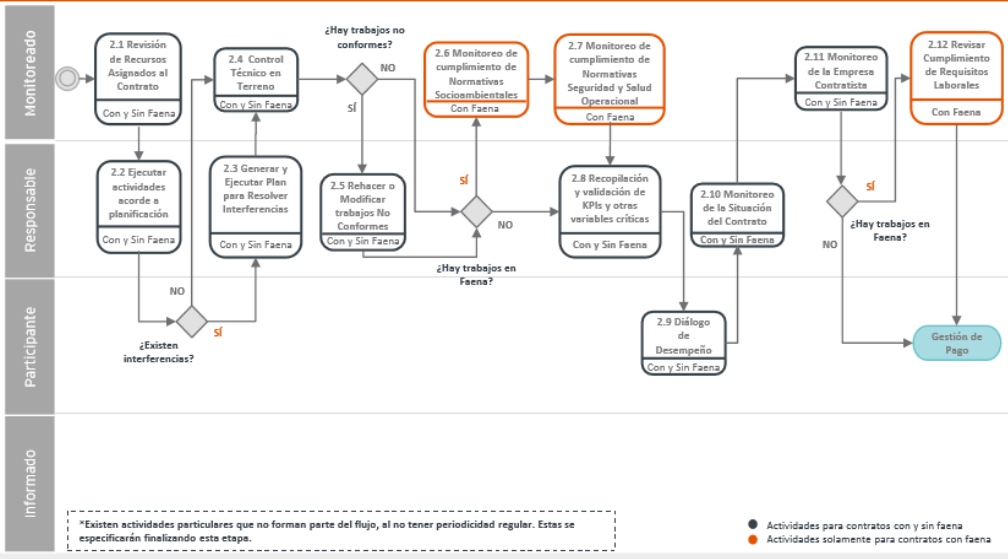 Monitoreado
2.1 Revisión
de Recursos
Asignados al
Contrato
Con y Sin Faena
2.4 Control
Técnico en
Terreno
Con y Sin Faena
¿Hay trabajos no
conformes?
NO
SÍ
2.6 Monitoreo de
cumplimiento de
Normativas
Socioambientales
Con Faena
2.7 Monitoreo de
cumplimiento de
Normativas
Seguridad y Salud
Operacional
Con Faena
2.11 Monitoreo
de la Empresa
Contratista
Con y Sin Faena
2.12 Revisar
Cumplimiento
de Requisitos
Laborales
Con Faena
Responsable
2.2 Ejecutar
actividades
acorde a
planificación
Con y Sin Faena
2.3 Generar y
Ejecutar Plan
para Resolver
Interferencias
Con y Sin Faena
2.5 Rehacer o
Modificar
trabajos No
Conformes
Con y Sin Faena
SÍ
NO
¿Hay trabajos en
Faena?
2.8 Recopilación
y validación de
KPIs y otras
variables críticas
Con y Sin Faena
2.10 Monitoreo
de la Situación
del Contrato
Con y Sin Faena
SÍ
NO
¿Hay trabajos en
Faena?
Participante
NO
SÍ
¿Existen
interferencias?
2.9 Diálogo
de
Desempeño
Con y Sin Faena
Gestión de
Pago
Informado
*Existen actividades particulares que no forman parte del flujo, al no tener periodicidad regular. Estas se
especificarán finalizando esta etapa.
Actividades para contratos con y sin faena
Actividades solamente para contratos con faena